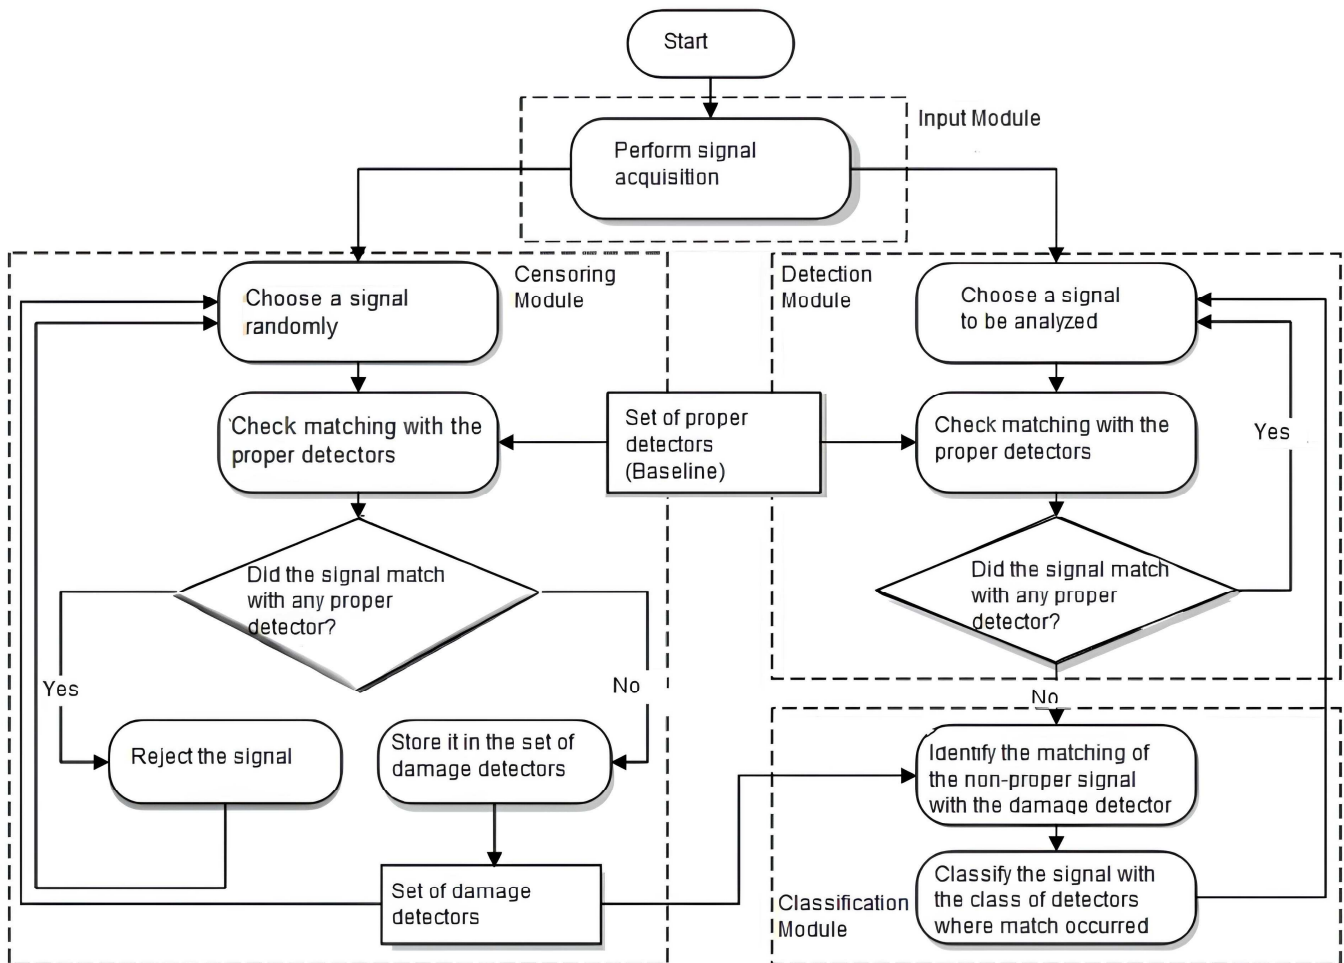 Start
Input Module
Perform signal
acquisition
Censoring
Module
Choose a signal
randomly
Check matching with the
proper detectors
Did the signal match
with any proper
detector?
Yes
No
Reject the signal
Store it in the set of
damage detectors
Set of damage
detectors
Set of proper
detectors
(Baseline)
Detection
Module
Choose a signal
to be analyzed
Check matching with the
proper detectors
Yes
Did the signal match
with any proper
detector?
No
Identify the matching of
the non-proper signal
with the damage detector
Classify the signal with
the class of detectors
where match occurred
Classification
Module